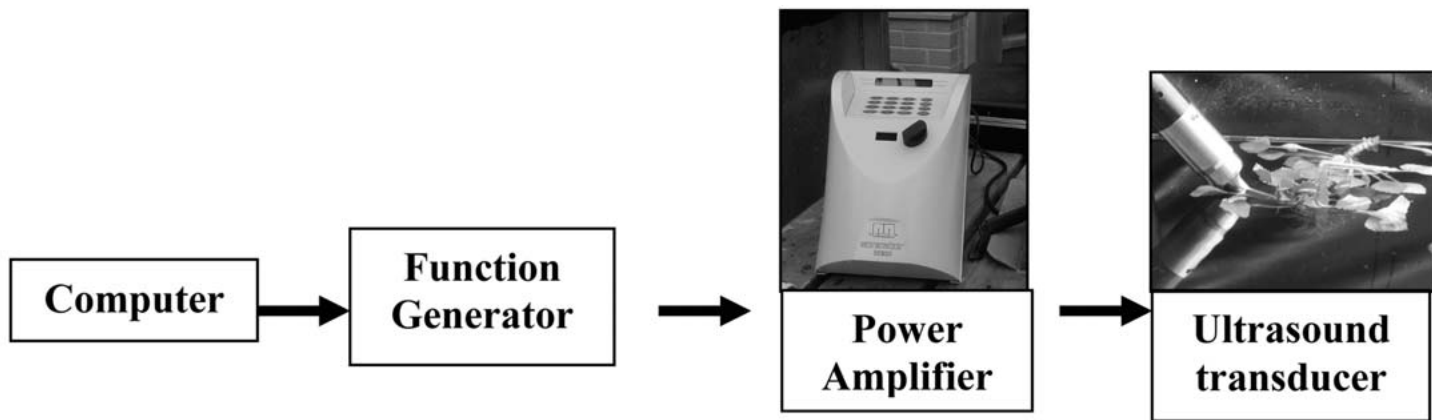 Computer
Function
Generator
Power
Amplifier
Ultrasound
transducer